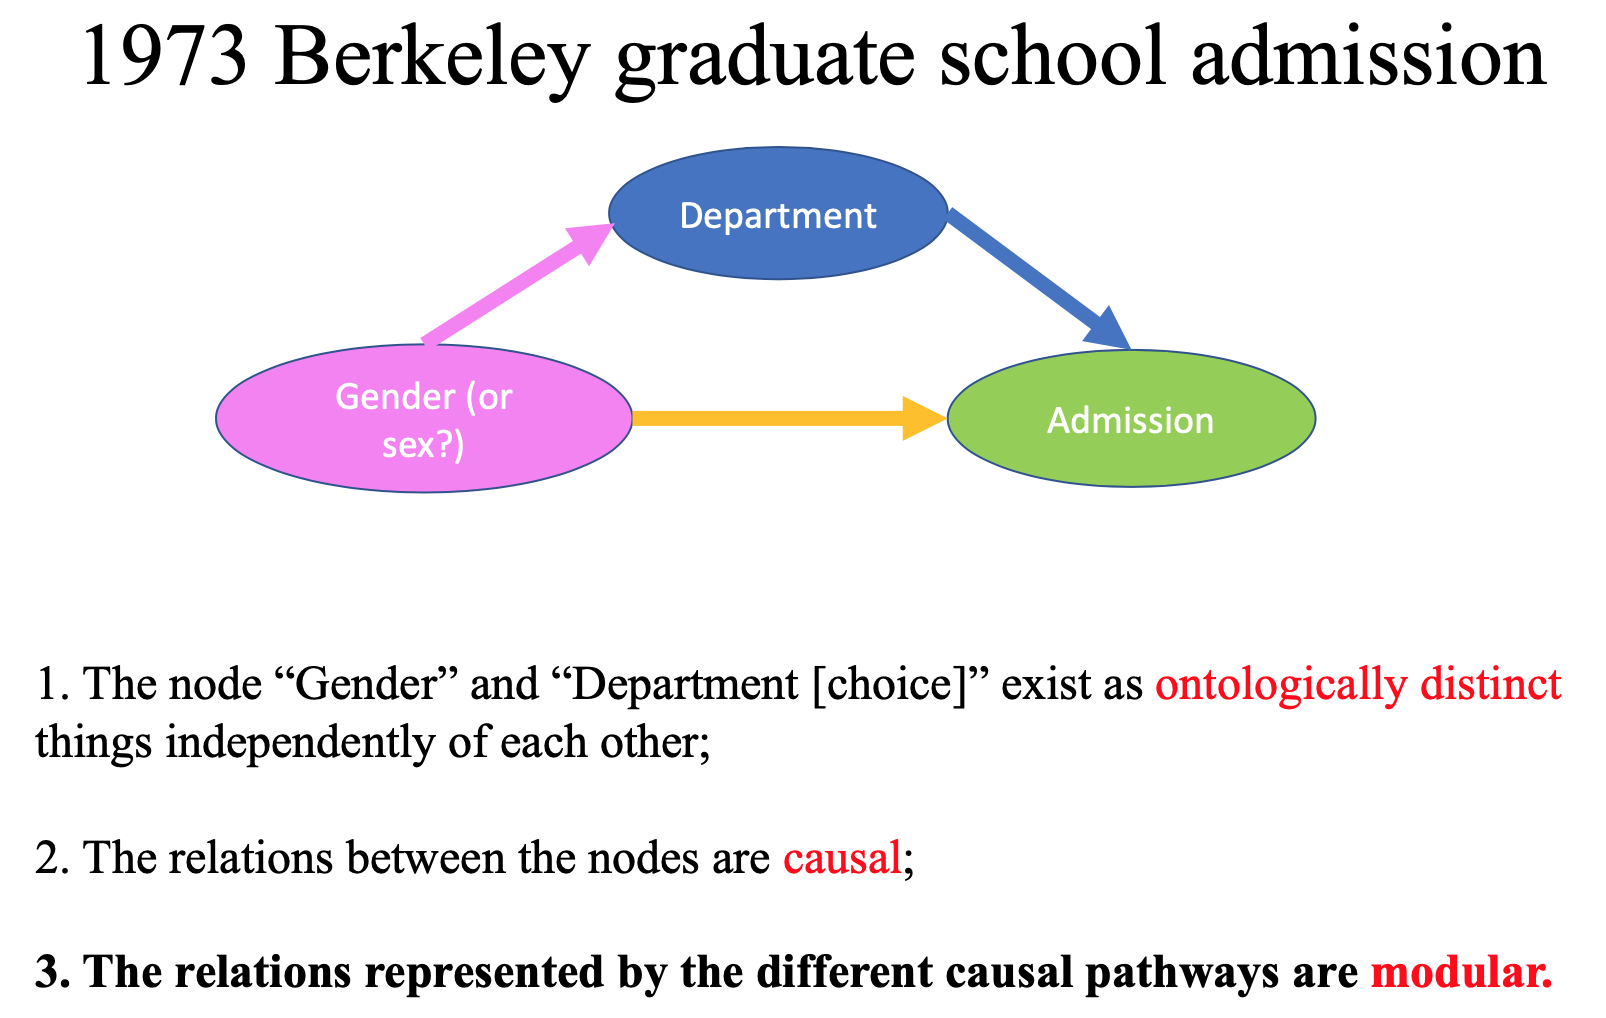 1973 Berkeley graduate school admission
Department
Gender (or
sex?)
Admission
1. The node “Gender” and “Department [choice]” exist as ontologically distinct
things independently of each other;
2. The relations between the nodes are causal;
3. The relations represented by the different causal pathways are modular.